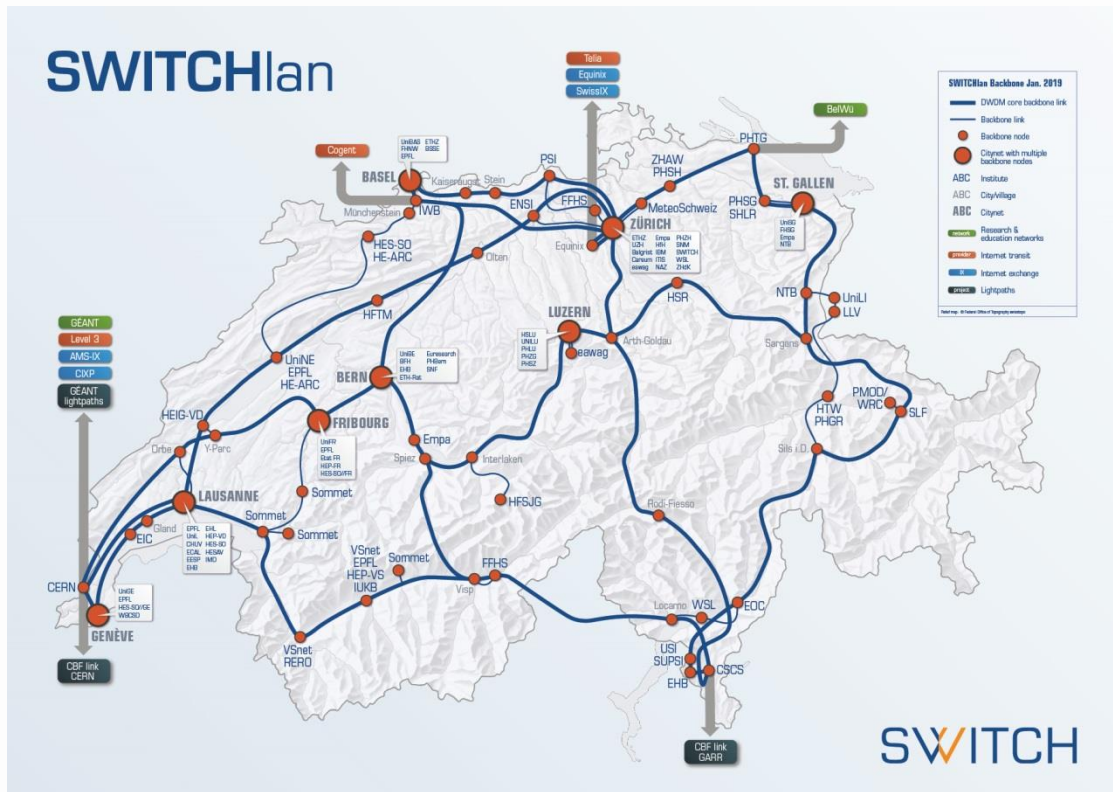 SWITCHlan
Telia
Equinix
SwissIX
BelWü
Cogent
SWITCHlan Backbone Jan. 2019
DWDM core backbone link
Backbone link
Backbone node
Citynet with multiple
backbone nodes
ABC Institute
ABC City/village
ABC Citynet
network Research &
education networks
provider Internet transit
IX Internet exchange
project Lightpaths
UniBAS ETHZ
FHNW BSSE
EPFL
BASEL
Kaiseraugst
Stein
PSI
ZHAW
PHSH
PHTG
ST. GALLEN
Münchenstein
IWB
ENSI
FFHS
MeteoSchweiz
PHSG
SHLR
UniSG
FHSG
Empa
NTB
HES-SO
HE-ARC
Olten
Equinix
ZÜRICH
ETHZ Empa PHZH
UZH HfH SNM
Balgrist IBM SWITCH
Cansum ITIS WSL
eawag NAZ ZHdK
HFTM
LUZERN
HSR
NTB
UniLI
LLV
HSLU
UNILU
PHLU
PHZG
PHSZ
eawag
Arth-Goldau
Sargans
GÉANT
Level 3
AMS-IX
CIXP
GÉANT
lightpaths
UniNE
EPFL
HE-ARC
BERN
UniBE Euresearch
BFH PHBern
EHB SNF
ETH-Rat
PMOD/
WRC
SLF
HTW
PHGR
HEIG-VD
FRIBOURG
Orbe
Y-Parc
UniFR
EPFL
Etat FR
HEP-FR
HES-SO//FR
Empa
Spiez
Interlaken
Sils i.D.
LAUSANNE
Sommet
HFSJG
Gland
EIC
EPFL EHL
UniL HEP-VD
CHUV HES-SO
ECAL HESAV
EESP IMD
EHB
Sommet
Sommet
Rodi-Fiesso
VSnet
EPFL
HEP-VS
IUKB
Sommet
FFHS
Visp
CERN
UniGE
EPFL
HES-SO//GE
GENÈVE
VSnet
RERO
Locarno
WSL
EOC
USI
SUPSI
EHB
CSCS
CBF link
CERN
CBF link
GARR
SWITCH